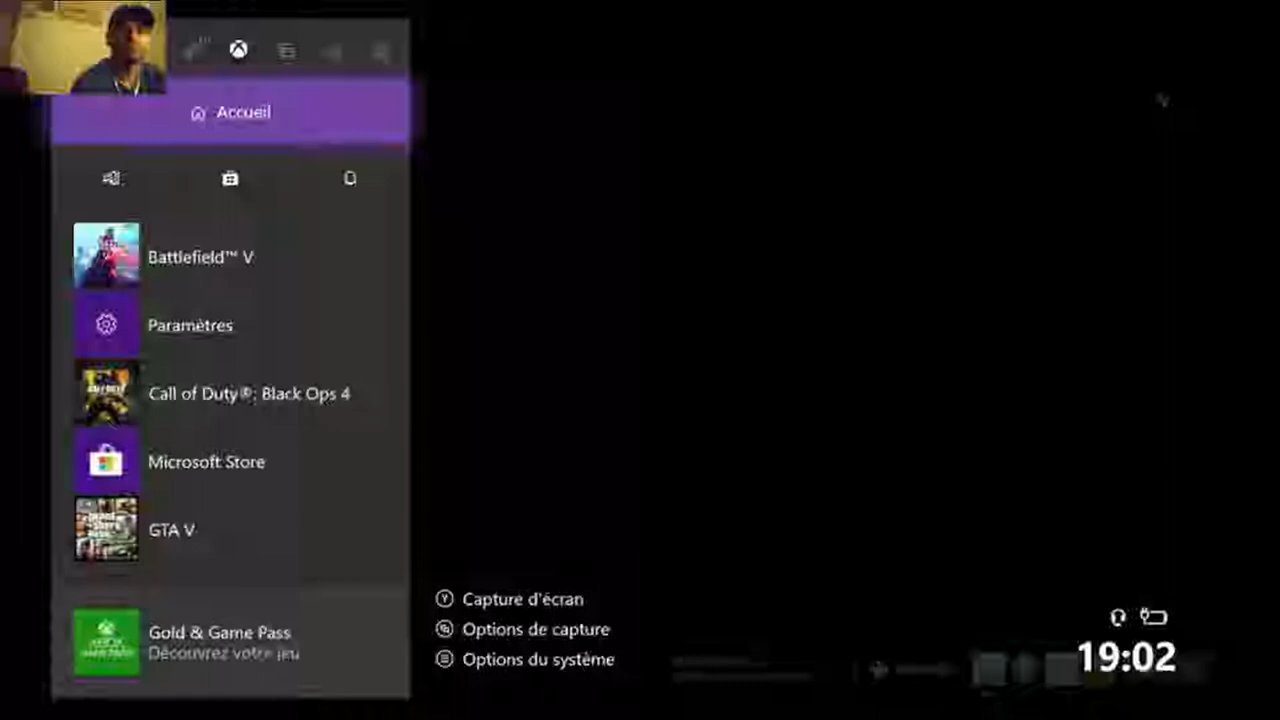 Accueil
Battlefield™ V
Paramètres
Call of Duty®: Black Ops 4
Microsoft Store
GTA V
Gold & Game Pass
Découvrez votre jeu
Capture d'écran
Options de capture
Options du système
19:02